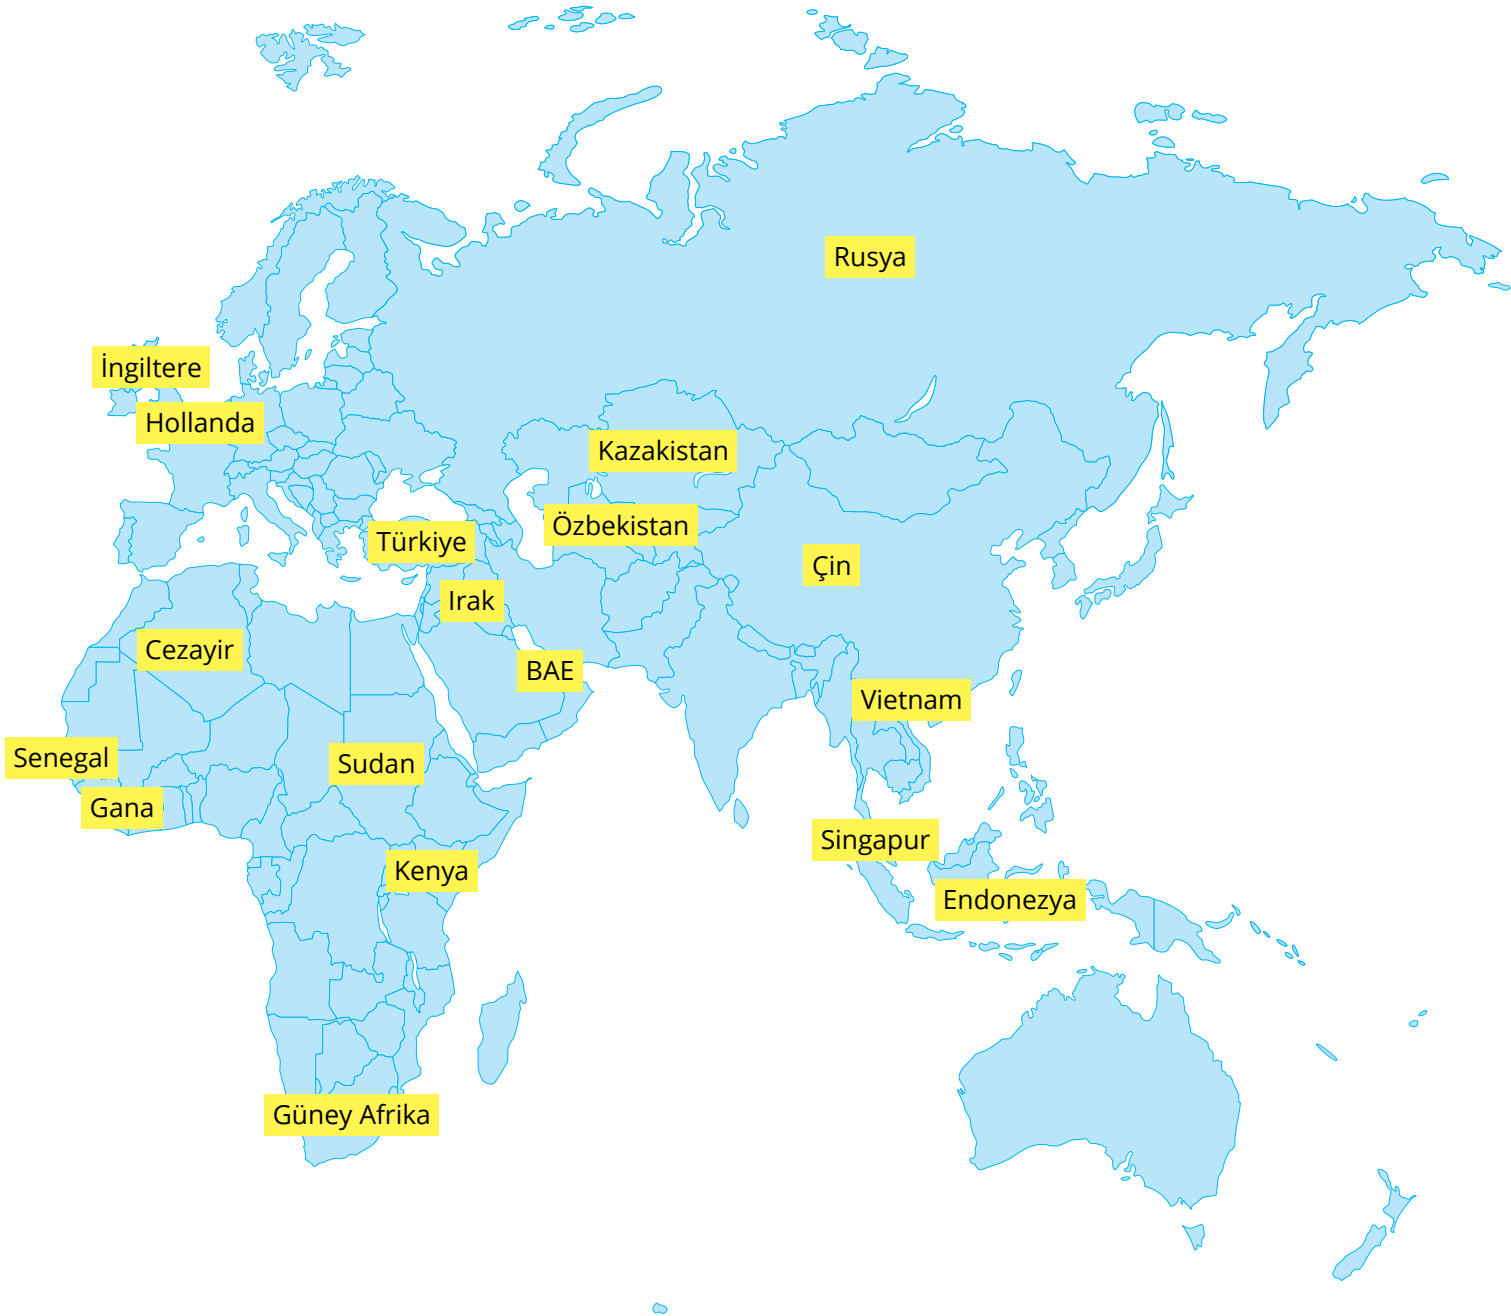 Rusya
İngiltere
Hollanda
Kazakistan
Özbekistan
Türkiye
Çin
Irak
Cezayir
BAE
Vietnam
Senegal
Sudan
Gana
Singapur
Kenya
Endonezya
Güney Afrika